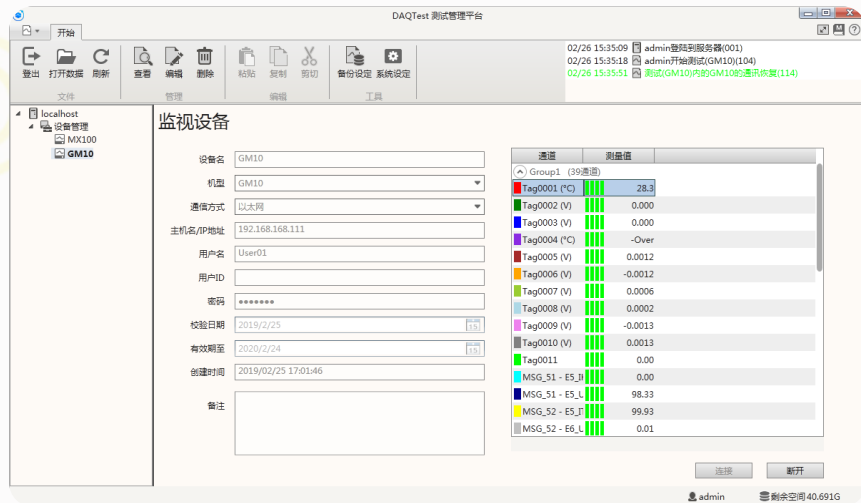 DAQTest 测试管理平台
开始
登出 打开数据 刷新 查看 编辑 删除 粘贴 复制 剪切 备份设定 系统设定
文件 管理 编辑 工具
02/26 15:35:09 admin登陆到服务器(001)
02/26 15:35:18 admin开始测试(GM10)(104)
02/26 15:35:51 测试(GM10)内的GM10的通讯恢复(114)
localhost
设备管理
MX100
GM10
监视设备
设备名 GM10
机型 GM10
通信方式 以太网
主机名/IP地址 192.168.168.111
用户名 User01
用户ID
密码 ●●●●●●●
校验日期 2019/2/25 15
有效期至 2020/2/24 15
创建时间 2019/02/25 17:01:46
备注
通道 测量值
Group1 (39通道)
Tag0001 (°C) 28.3
Tag0002 (V) 0.000
Tag0003 (V) 0.000
Tag0004 (°C) -Over
Tag0005 (V) 0.0012
Tag0006 (V) -0.0012
Tag0007 (V) 0.0006
Tag0008 (V) 0.0002
Tag0009 (V) -0.0013
Tag0010 (V) 0.0013
Tag0011 0.00
MSG_51 - E5_ 0.00
MSG_51 - E5_U 98.33
MSG_52 - E5_ 99.93
MSG_52 - E6_U 0.01
连接 断开
admin 剩余空间40.691G